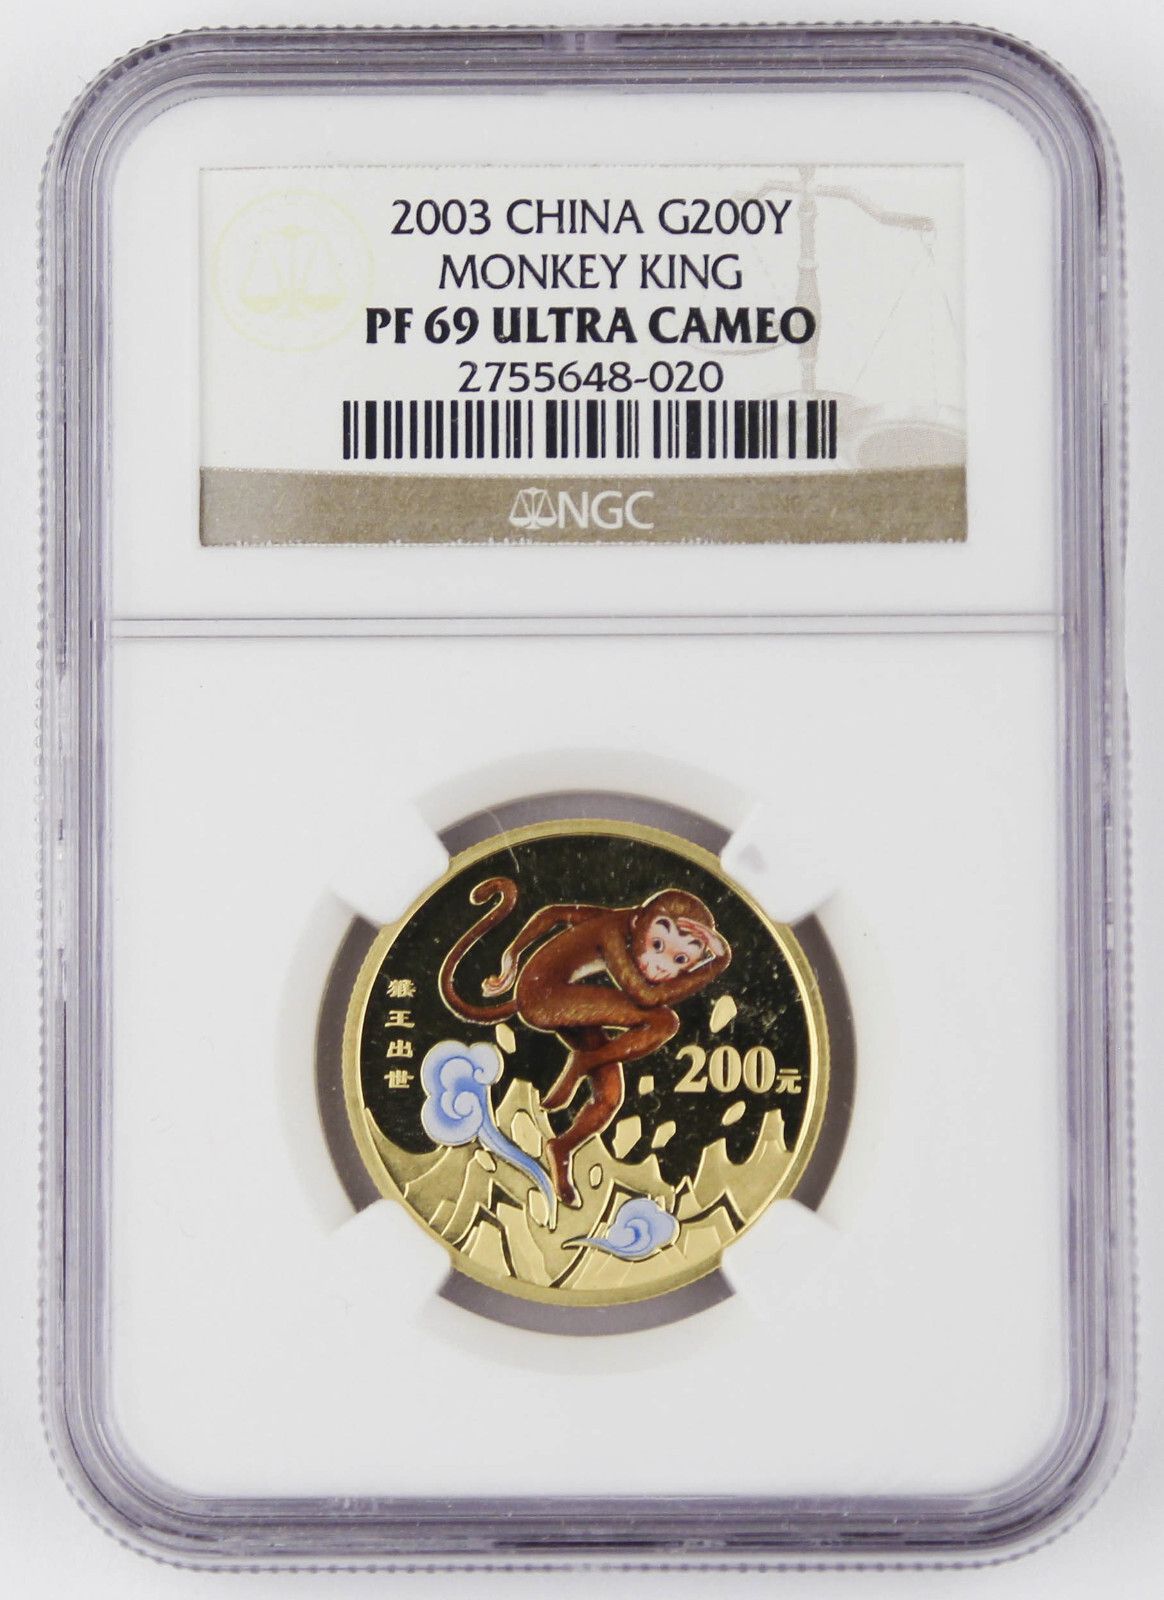 2003 CHINA G200Y
MONKEY KING
PF 69 ULTRA CAMEO
2755648-020
NGC
猴王出世
200元